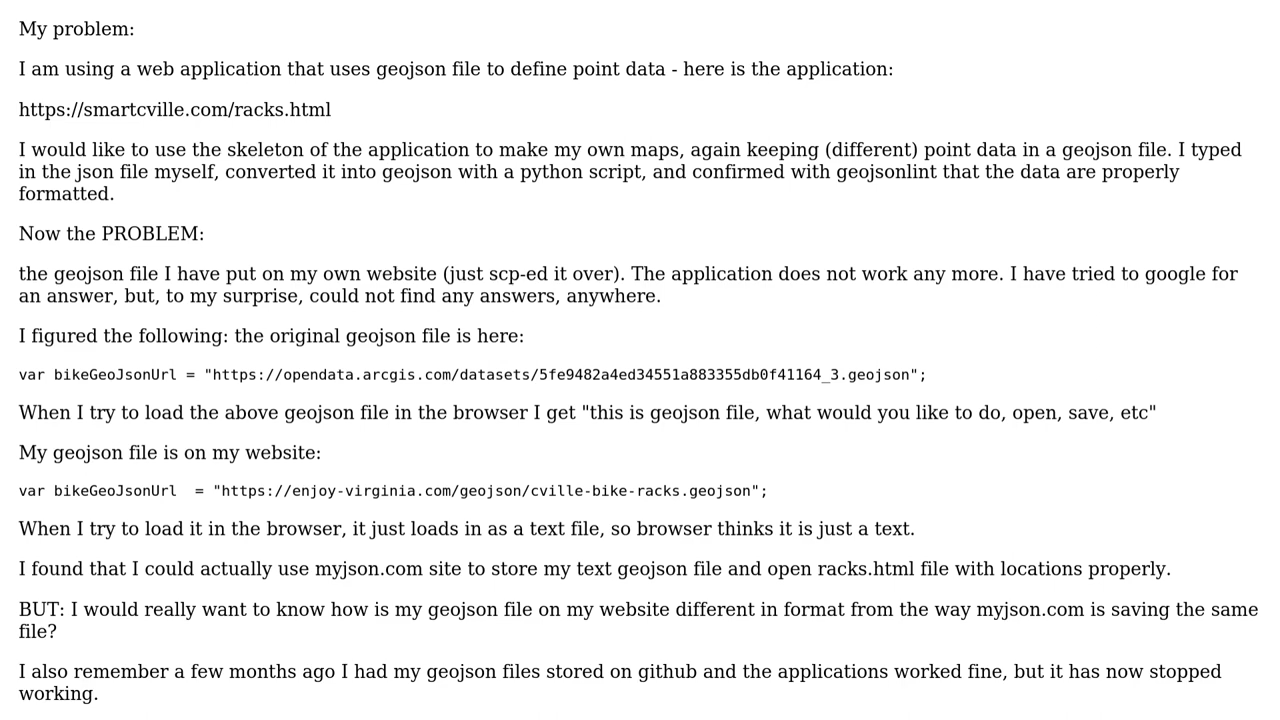 My problem:
I am using a web application that uses geojson file to define point data - here is the application:
https://smartcville.com/racks.html
I would like to use the skeleton of the application to make my own maps, again keeping (different) point data in a geojson file. I typed
in the json file myself, converted it into geojson with a python script, and confirmed with geojsonlint that the data are properly
formatted.
Now the PROBLEM:
the geojson file I have put on my own website (just scp-ed it over). The application does not work any more. I have tried to google for
an answer, but, to my surprise, could not find any answers, anywhere.
I figured the following: the original geojson file is here:
var bikeGeoJsonUrl = "https://opendata.arcgis.com/datasets/5fe9482a4ed34551a883355db0f41164_3.geojson";
When I try to load the above geojson file in the browser I get "this is geojson file, what would you like to do, open, save, etc"
My geojson file is on my website:
var bikeGeoJsonUrl  = "https://enjoy-virginia.com/geojson/cville-bike-racks.geojson";
When I try to load it in the browser, it just loads in as a text file, so browser thinks it is just a text.
I found that I could actually use myjson.com site to store my text geojson file and open racks.html file with locations properly.
BUT: I would really want to know how is my geojson file on my website different in format from the way myjson.com is saving the same
file?
I also remember a few months ago I had my geojson files stored on github and the applications worked fine, but it has now stopped
working.